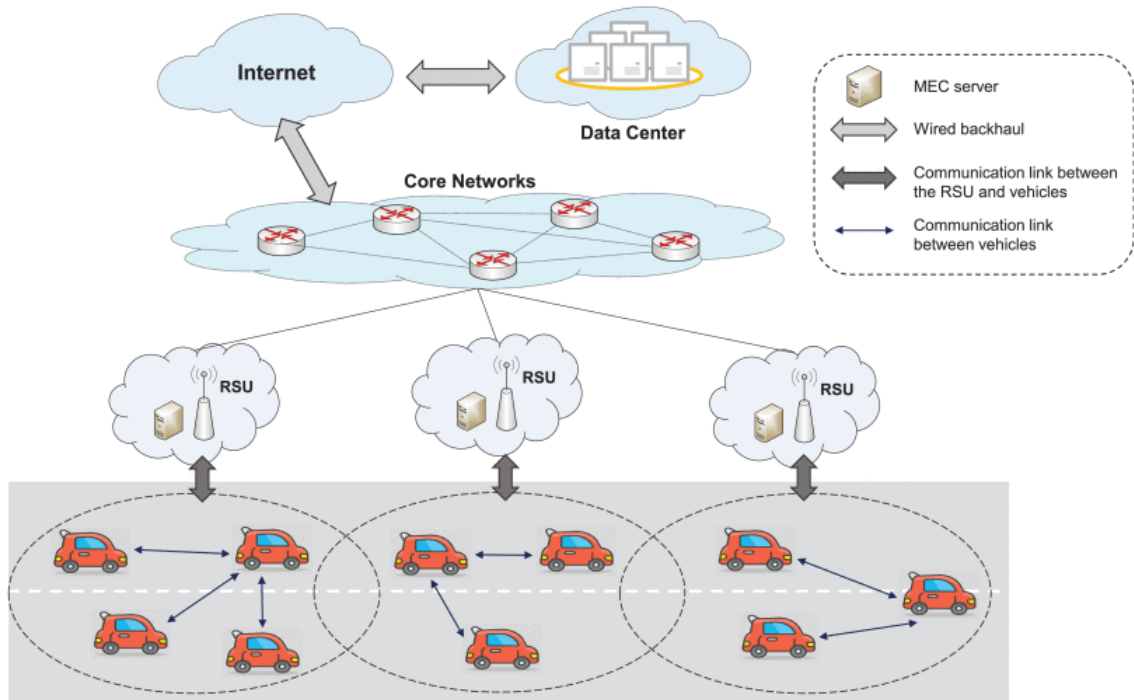 Internet
Data Center
MEC server
Wired backhaul
Communication link between
the RSU and vehicles
Communication link
between vehicles
Core Networks
RSU
RSU
RSU